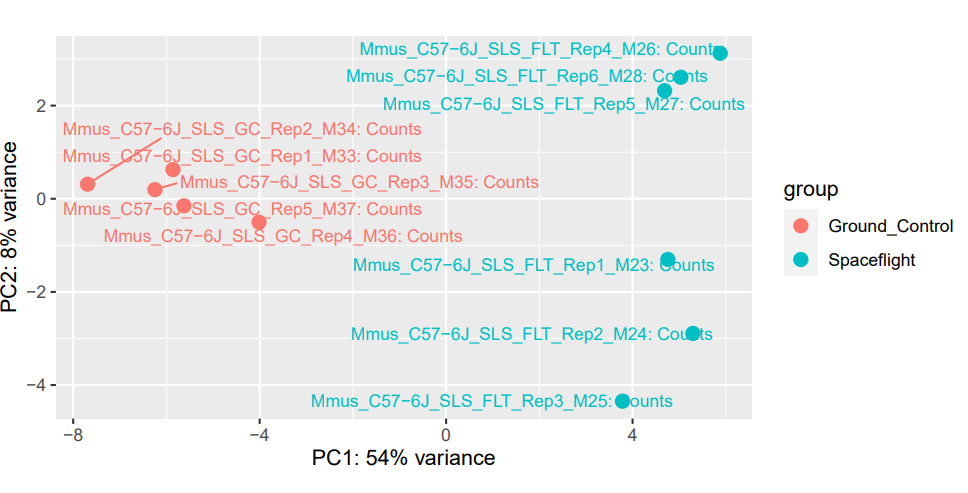 Mmus_C57−6J_SLS_FLT_Rep4_M26: Counts
Mmus_C57−6J_SLS_FLT_Rep6_M28: Counts
Mmus_C57−6J_SLS_FLT_Rep5_M27: Counts
Mmus_C57−6J_SLS_GC_Rep2_M34: Counts
Mmus_C57−6J_SLS_GC_Rep1_M33: Counts
Mmus_C57−6J_SLS_GC_Rep3_M35: Counts
Mmus_C57−6J_SLS_GC_Rep5_M37: Counts
Mmus_C57−6J_SLS_GC_Rep4_M36: Counts
Mmus_C57−6J_SLS_FLT_Rep1_M23: Counts
Mmus_C57−6J_SLS_FLT_Rep2_M24: Counts
Mmus_C57−6J_SLS_FLT_Rep3_M25: Counts
2
0
−2
−4
PC2: 8% variance
−8
−4
0
4
PC1: 54% variance
group
Ground_Control
Spaceflight